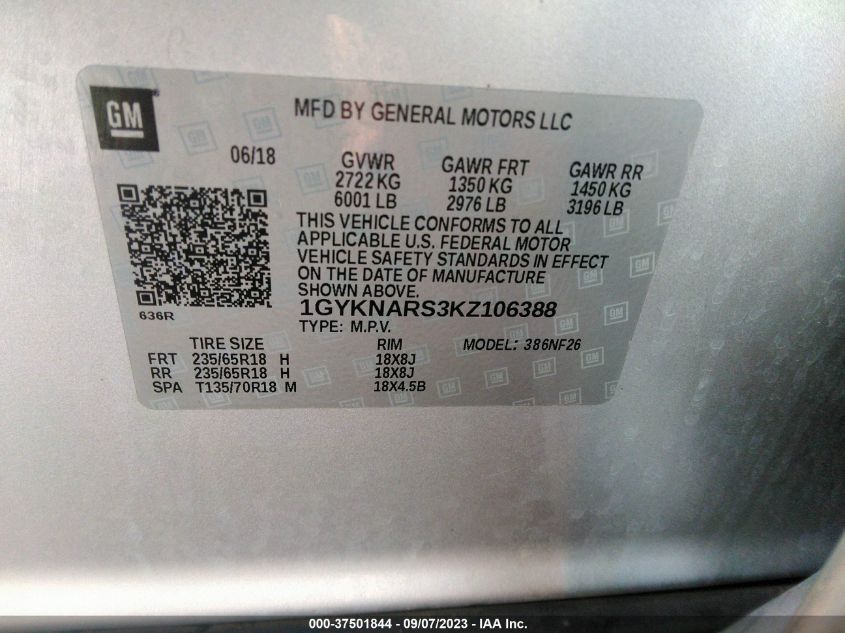 GM
MFD BY GENERAL MOTORS LLC
06/18 GVWR GAWR FRT GAWR RR
2722 KG 1350 KG 1450 KG
6001 LB 2976 LB 3196 LB
THIS VEHICLE CONFORMS TO ALL
APPLICABLE U.S. FEDERAL MOTOR
VEHICLE SAFETY STANDARDS IN EFFECT
ON THE DATE OF MANUFACTURE
SHOWN ABOVE.
1GYKNARS3KZ106388
636R
TYPE: M.P.V.
TIRE SIZE RIM MODEL: 386NF26
FRT 235/65R18 H 18X8J
RR 235/65R18 H 18X8J
SPA T135/70R18 M 18X4.5B
000-37501844 - 09/07/2023 - IAA Inc.